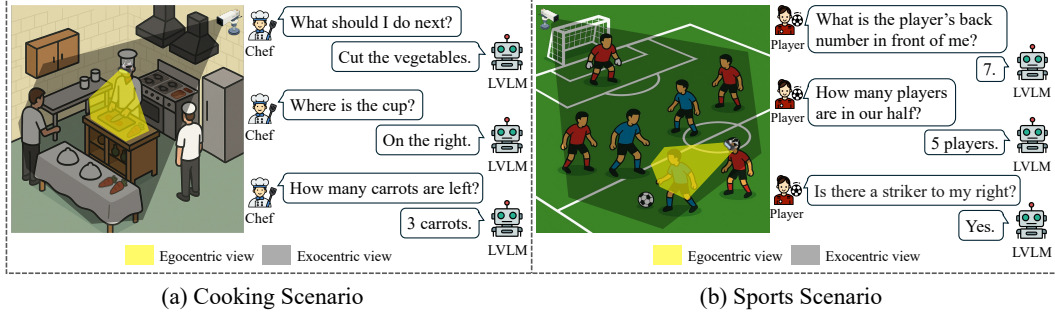 What should I do next?
Chef
Cut the vegetables.
LVLM
Where is the cup?
Chef
On the right.
LVLM
How many carrots are left?
Chef
3 carrots.
LVLM
Egocentric view
Exocentric view
(a) Cooking Scenario
What is the player's back
number in front of me?
Player
7.
LVLM
How many players
are in our half?
Player
5 players.
LVLM
Is there a striker to my right?
Player
Yes.
LVLM
Egocentric view
Exocentric view
(b) Sports Scenario